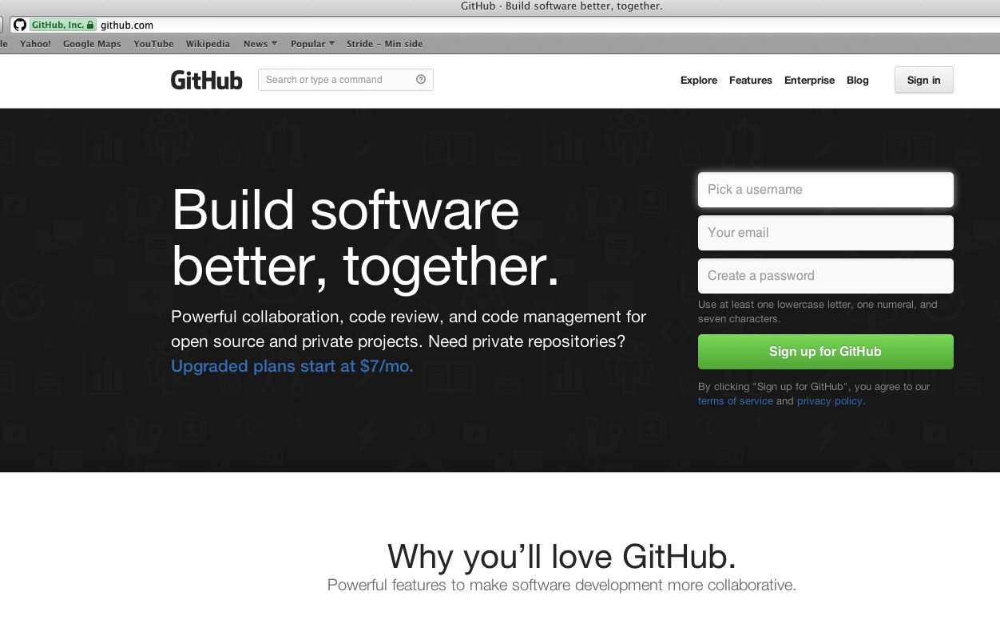 GitHub · Build software better, together.
GitHub, Inc. github.com
Yahoo! Google Maps YouTube Wikipedia News Popular Stride – Min side
GitHub Search or type a command Explore Features Enterprise Blog Sign in
Build software
better, together.
Powerful collaboration, code review, and code management for
open source and private projects. Need private repositories?
Upgraded plans start at $7/mo.
Pick a username
Your email
Create a password
Use at least one lowercase letter, one numeral, and
seven characters.
Sign up for GitHub
By clicking "Sign up for GitHub", you agree to our
terms of service and privacy policy.
Why you’ll love GitHub.
Powerful features to make software development more collaborative.